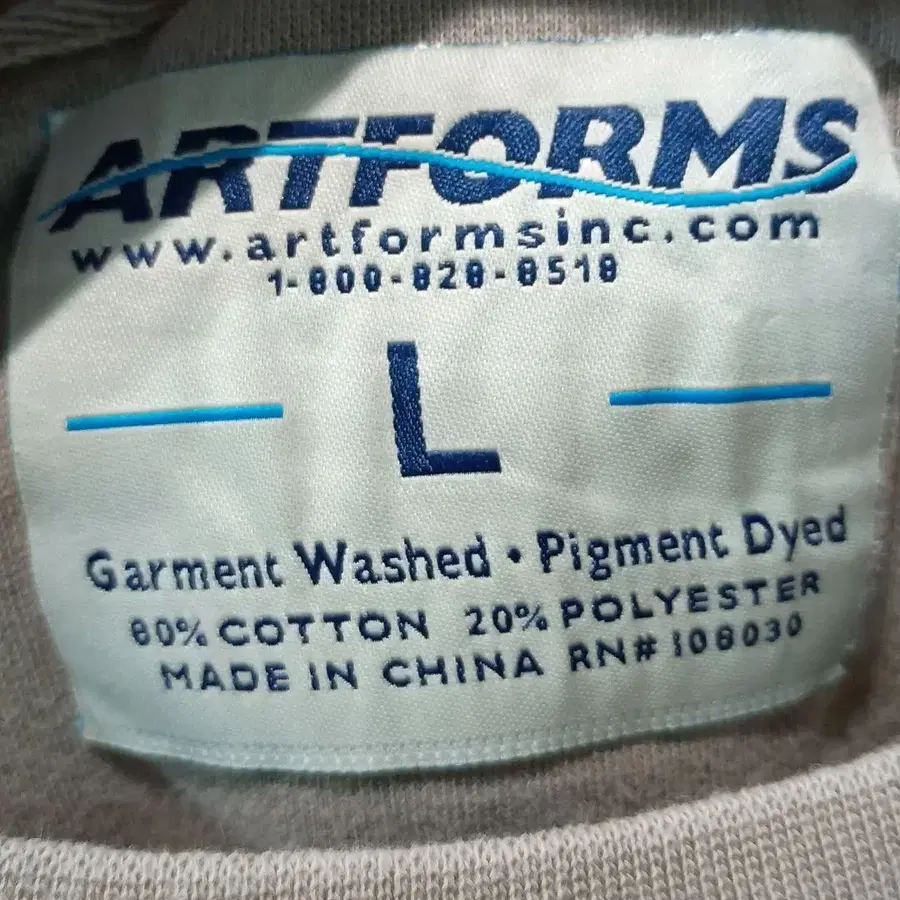 ARTFORMS
www.artformsinc.com
1-800-828-8518
L
Garment Washed • Pigment Dyed
80% COTTON 20% POLYESTER
MADE IN CHINA RN# 108030